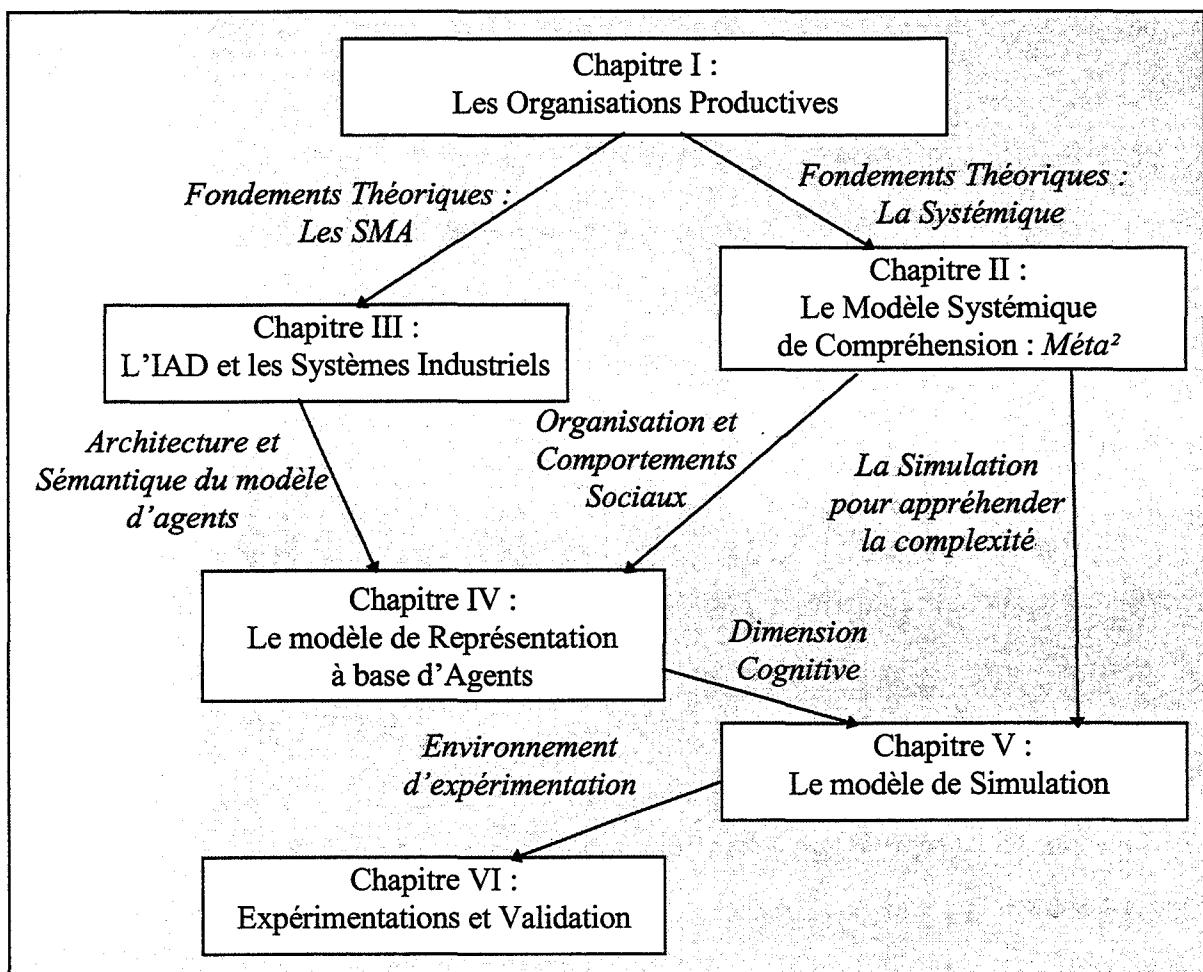 Chapitre I :
Les Organisations Productives
Fondements Théoriques :
Les SMA
Fondements Théoriques :
La Systémique
Chapitre II :
Le Modèle Systémique
de Compréhension : Méta²
Chapitre III :
L'IAD et les Systèmes Industriels
Architecture et
Sémantique du modèle
d'agents
Organisation et
Comportements
Sociaux
La Simulation
pour appréhender
la complexité
Chapitre IV :
Le modèle de Représentation
à base d'Agents
Dimension
Cognitive
Chapitre V :
Le modèle de Simulation
Environnement
d'expérimentation
Chapitre VI :
Expérimentations et Validation